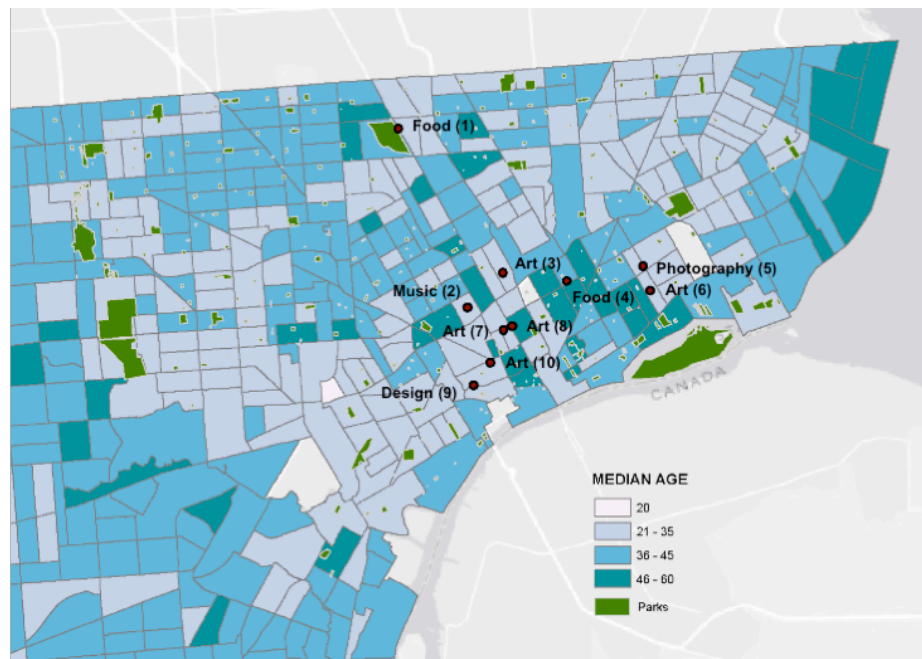 Food (1)
Art (3)
Photography (5)
Music (2)
Food (4)
Art (6)
Art (7)
Art (8)
Art (10)
Design (9)
CANADA
MEDIAN AGE
20
21 - 35
36 - 45
46 - 60
Parks